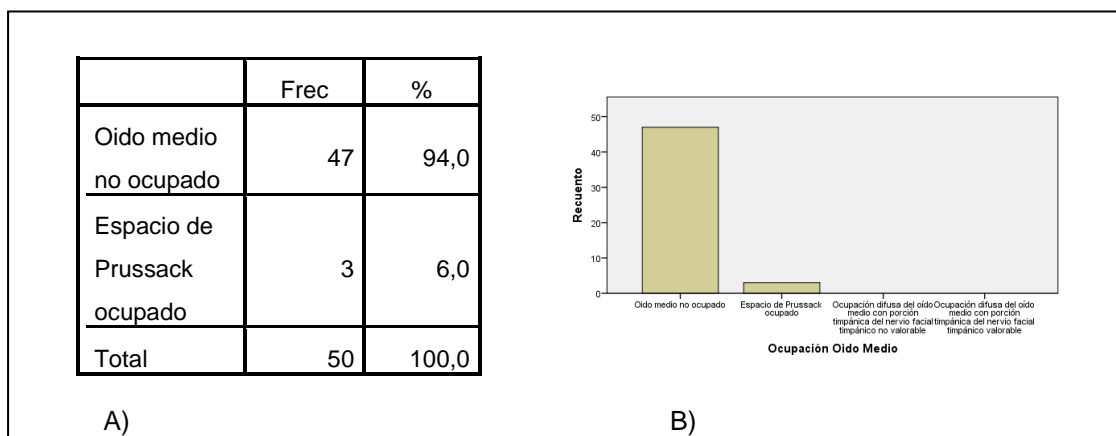 Frec %
Oido medio
no ocupado
47 94,0
Espacio de
Prussack
ocupado
3 6,0
Total 50 100,0
A)
Recuento
50
40
30
20
10
0
Oido medio no ocupado
Espacio de Prussack
ocupado
Ocupación difusa del oído
medio con porción
timpánica del nervio facial
timpánico no valorable
Ocupación difusa del oído
medio con porción
timpánica del nervio facial
timpánico valorable
Ocupación Oido Medio
B)